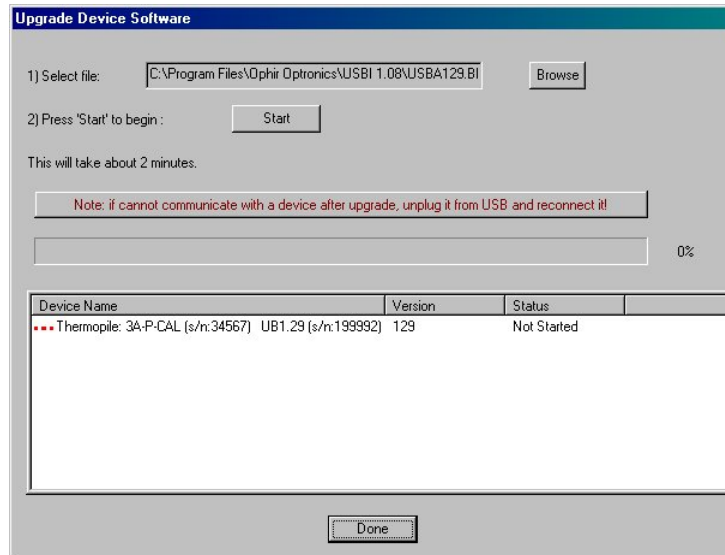 Upgrade Device Software
1) Select file: C:\Program Files\Ophir Optronics\USBI 1.08\USBA129.BI Browse
2) Press 'Start' to begin : Start
This will take about 2 minutes.
Note: if cannot communicate with a device after upgrade, unplug it from USB and reconnect it!
0%
Device Name Version Status
Thermopile: 3A-P-CAL (s/n:34567) UB1.29 (s/n:199992) 129 Not Started
Done